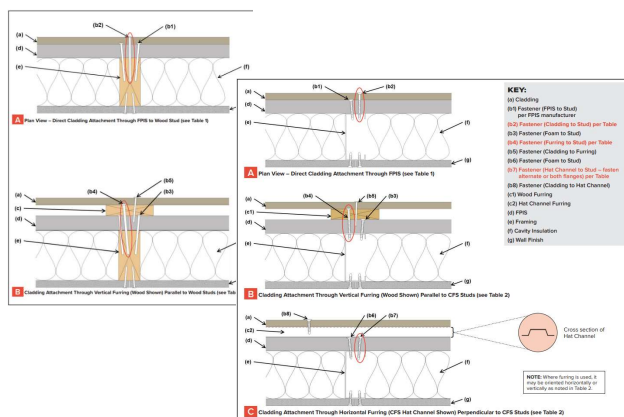 (b2)
(b1)
(a)
(d)
(e)
(f)
A Plan View – Direct Cladding Attachment Through FPIS to Wood Stud (see Table 1)
(b5)
(b4)
(b3)
(a)
(c)
(d)
(e)
B Cladding Attachment Through Vertical Furring (Wood Shown) Parallel to Wood Studs (see Tab
(b1)
(b2)
(a)
(d)
(e)
(f)
(g)
A Plan View – Direct Cladding Attachment Through FPIS (see Table 1)
(b4)
(b5)
(b3)
(a)
(c1)
(d)
(e)
(f)
(g)
B Cladding Attachment Through Vertical Furring (Wood Shown) Parallel to CFS Studs (see Table 2)
(b8)
(b6)
(b7)
(a)
(c2)
(d)
(e)
(f)
(g)
C Cladding Attachment Through Horizontal Furring (CFS Hat Channel Shown) Perpendicular to CFS Studs (see Table 2)
KEY:
(a) Cladding
(b1) Fastener (FPIS to Stud)
per FPIS manufacturer
(b2) Fastener (Cladding to Stud) per Table
(b3) Fastener (Foam to Stud)
(b4) Fastener (Furring to Stud) per Table
(b5) Fastener (Cladding to Furring)
(b6) Fastener (Foam to Stud)
(b7) Fastener (Hat Channel to Stud – fasten
alternate or both flanges) per Table
(b8) Fastener (Cladding to Hat Channel)
(c1) Wood Furring
(c2) Hat Channel Furring
(d) FPIS
(e) Framing
(f) Cavity Insulation
(g) Wall Finish
Cross section of
Hat Channel
NOTE: Where furring is used, it
may be oriented horizontally or
vertically as noted in Table 2